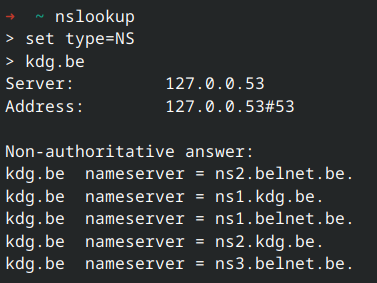 ➜  ~ nslookup
> set type=NS
> kdg.be
Server:         127.0.0.53
Address:        127.0.0.53#53

Non-authoritative answer:
kdg.be  nameserver = ns2.belnet.be.
kdg.be  nameserver = ns1.kdg.be.
kdg.be  nameserver = ns1.belnet.be.
kdg.be  nameserver = ns2.kdg.be.
kdg.be  nameserver = ns3.belnet.be.